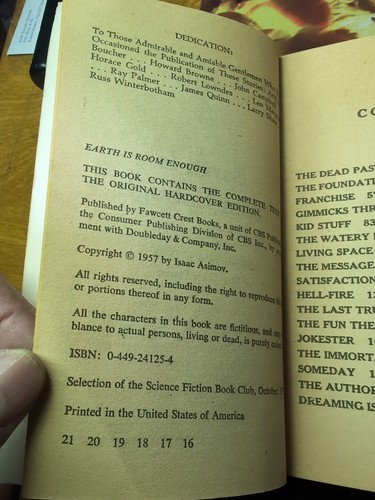 DEDICATION:
To Those Admirable and Amiable Gentlemen Who
Occasioned the Publication of These Stories:
Boucher . . . Howard Browne . . . John Campbell
Horace Gold . . . Robert Lowndes . . . Leo
. . . Ray Palmer . . . James Quinn . . . Larry
Russ Winterbotham
EARTH IS ROOM ENOUGH
THIS BOOK CONTAINS THE COMPLETE
THE ORIGINAL HARDCOVER EDITION.
Published by Fawcett Crest Books, a unit of CBS
the Consumer Publishing Division of CBS Inc., by
ment with Doubleday & Company, Inc.
Copyright © 1957 by Isaac Asimov.
All rights reserved, including the right to reproduce
or portions thereof in any form.
All the characters in this book are fictitious, and
blance to actual persons, living or dead, is purely
ISBN: 0-449-24125-4
Selection of the Science Fiction Book Club, October
Printed in the United States of America
21 20 19 18 17 16
CO
THE DEAD PAS
THE FOUNDAT
FRANCHISE 57
GIMMICKS THR
KID STUFF 83
THE WATERY
LIVING SPACE
THE MESSAGE
SATISFACTION
HELL-FIRE 13
THE LAST TRU
THE FUN THE
JOKESTER 1
THE IMMORTA
SOMEDAY 1
THE AUTHOR
DREAMING IS